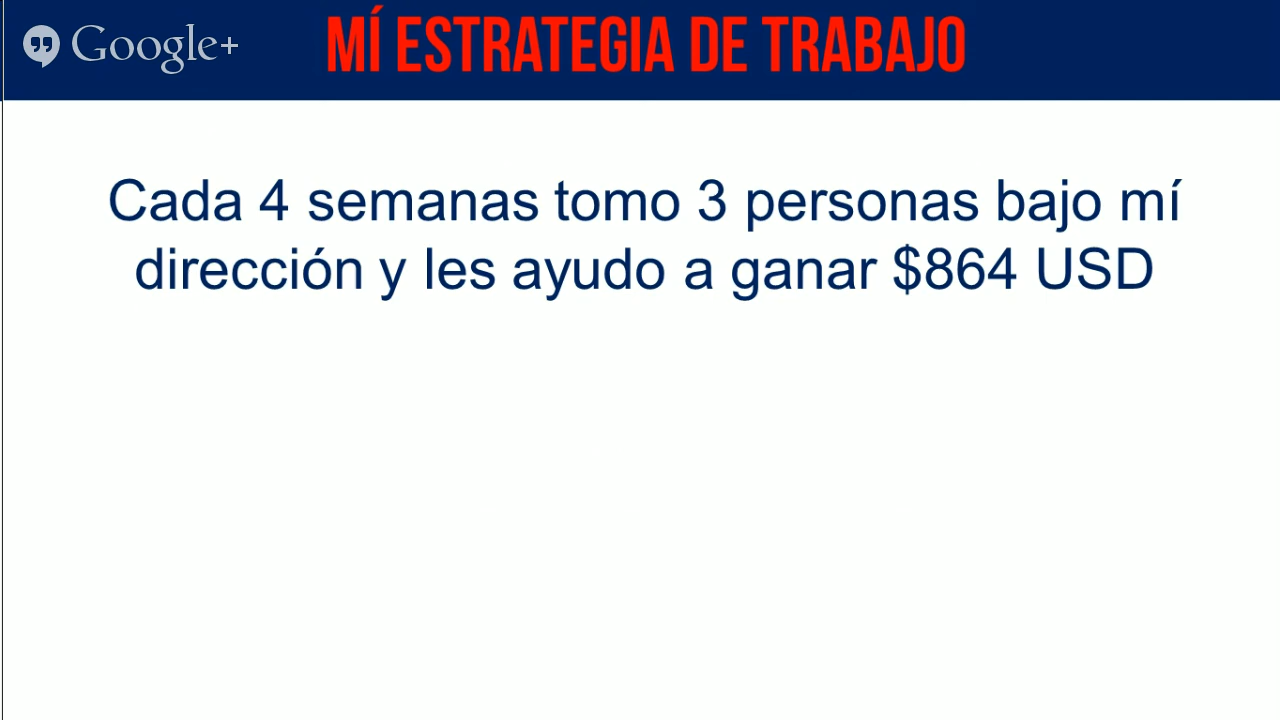 Google+
MÍ ESTRATEGIA DE TRABAJO
Cada 4 semanas tomo 3 personas bajo mí
dirección y les ayudo a ganar $864 USD